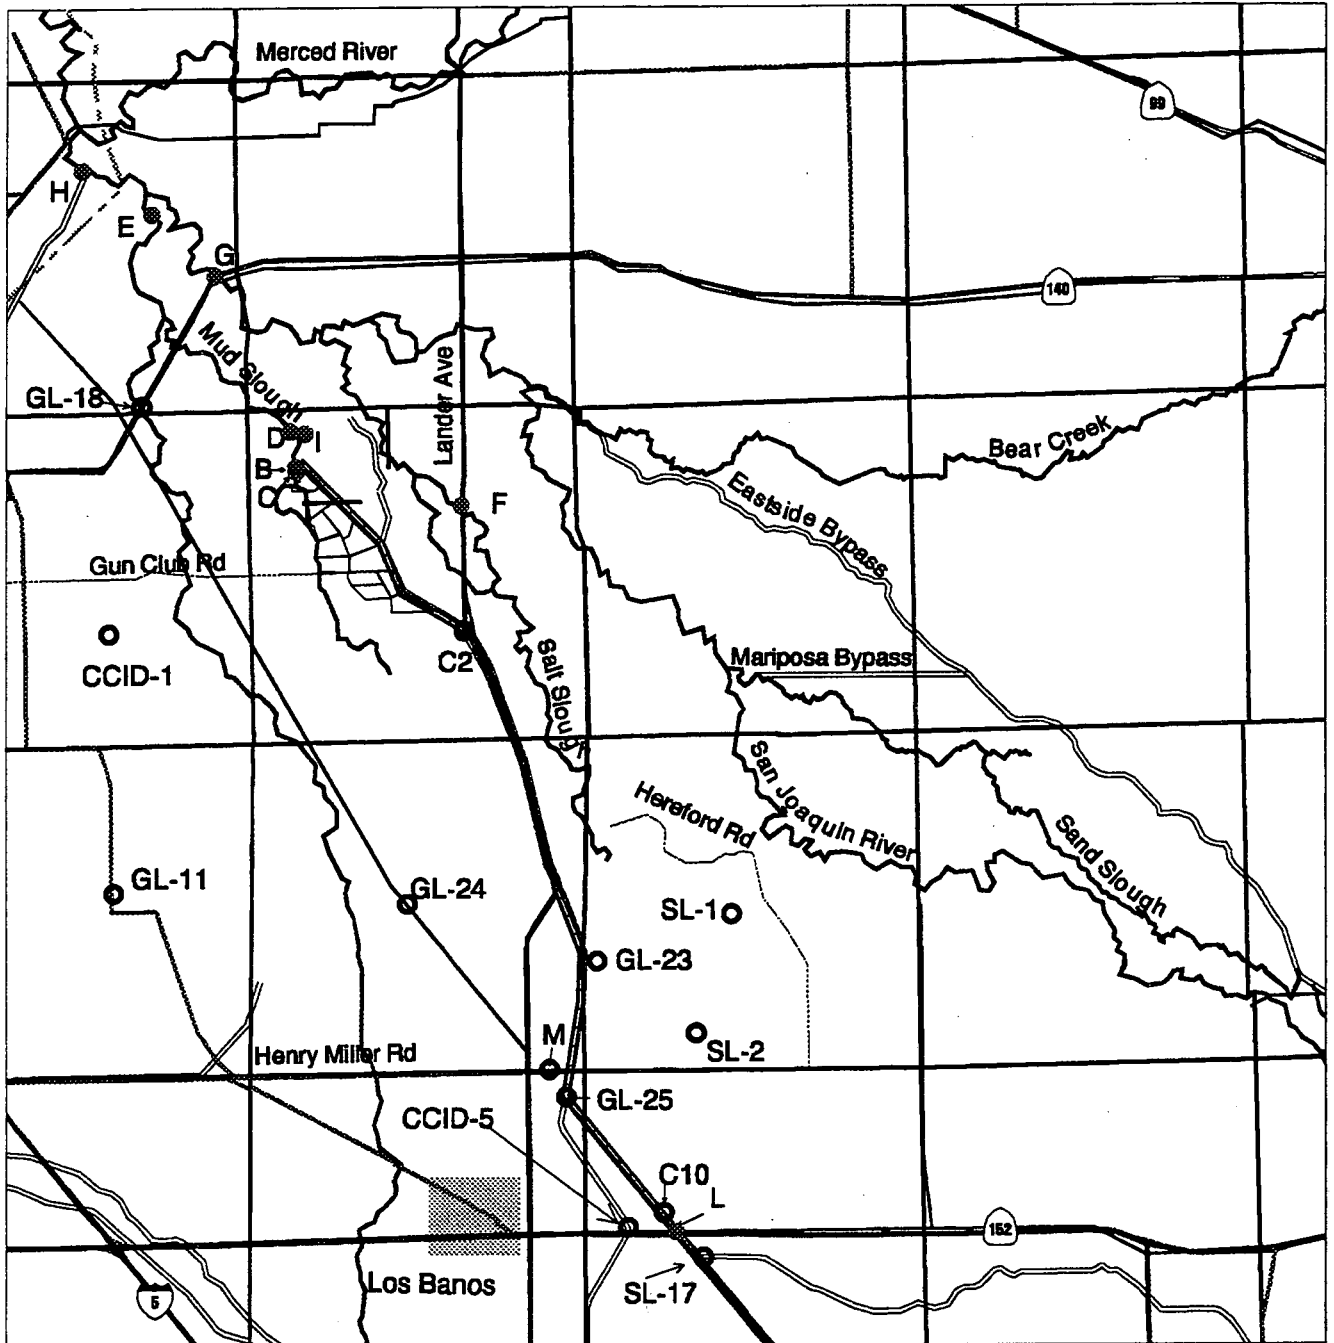 Merced River
99
H
E
G
140
Mud Slough
Lander Ave
GL-18
D
I
Bear Creek
B
C
F
Eastside Bypass
Gun Club Rd
CCID-1
C2
Salt Slough
Mariposa Bypass
San Joaquin River
Hereford Rd
Sand Slough
GL-11
GL-24
SL-1
GL-23
M
SL-2
Henry Miller Rd
GL-25
CCID-5
C10
L
152
Los Banos
SL-17
5